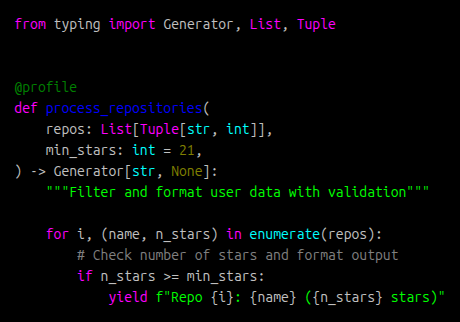 from typing import Generator, List, Tuple
@profile
def process_repositories(
    repos: List[Tuple[str, int]],
    min_stars: int = 21,
) -> Generator[str, None]:
    """Filter and format user data with validation"""
    for i, (name, n_stars) in enumerate(repos):
        # Check number of stars and format output
        if n_stars >= min_stars:
            yield f"Repo {i}: {name} ({n_stars} stars)"